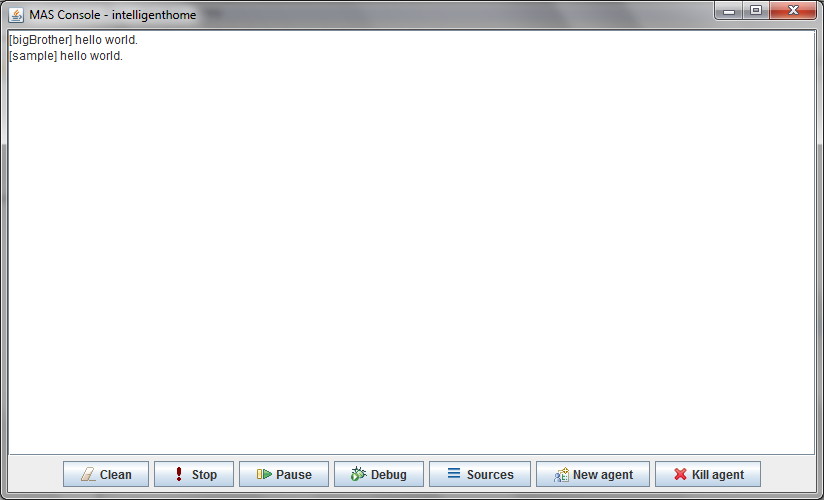 MAS Console - intelligenthome
[bigBrother] hello world.
[sample] hello world.
Clean
Stop
Pause
Debug
Sources
New agent
Kill agent